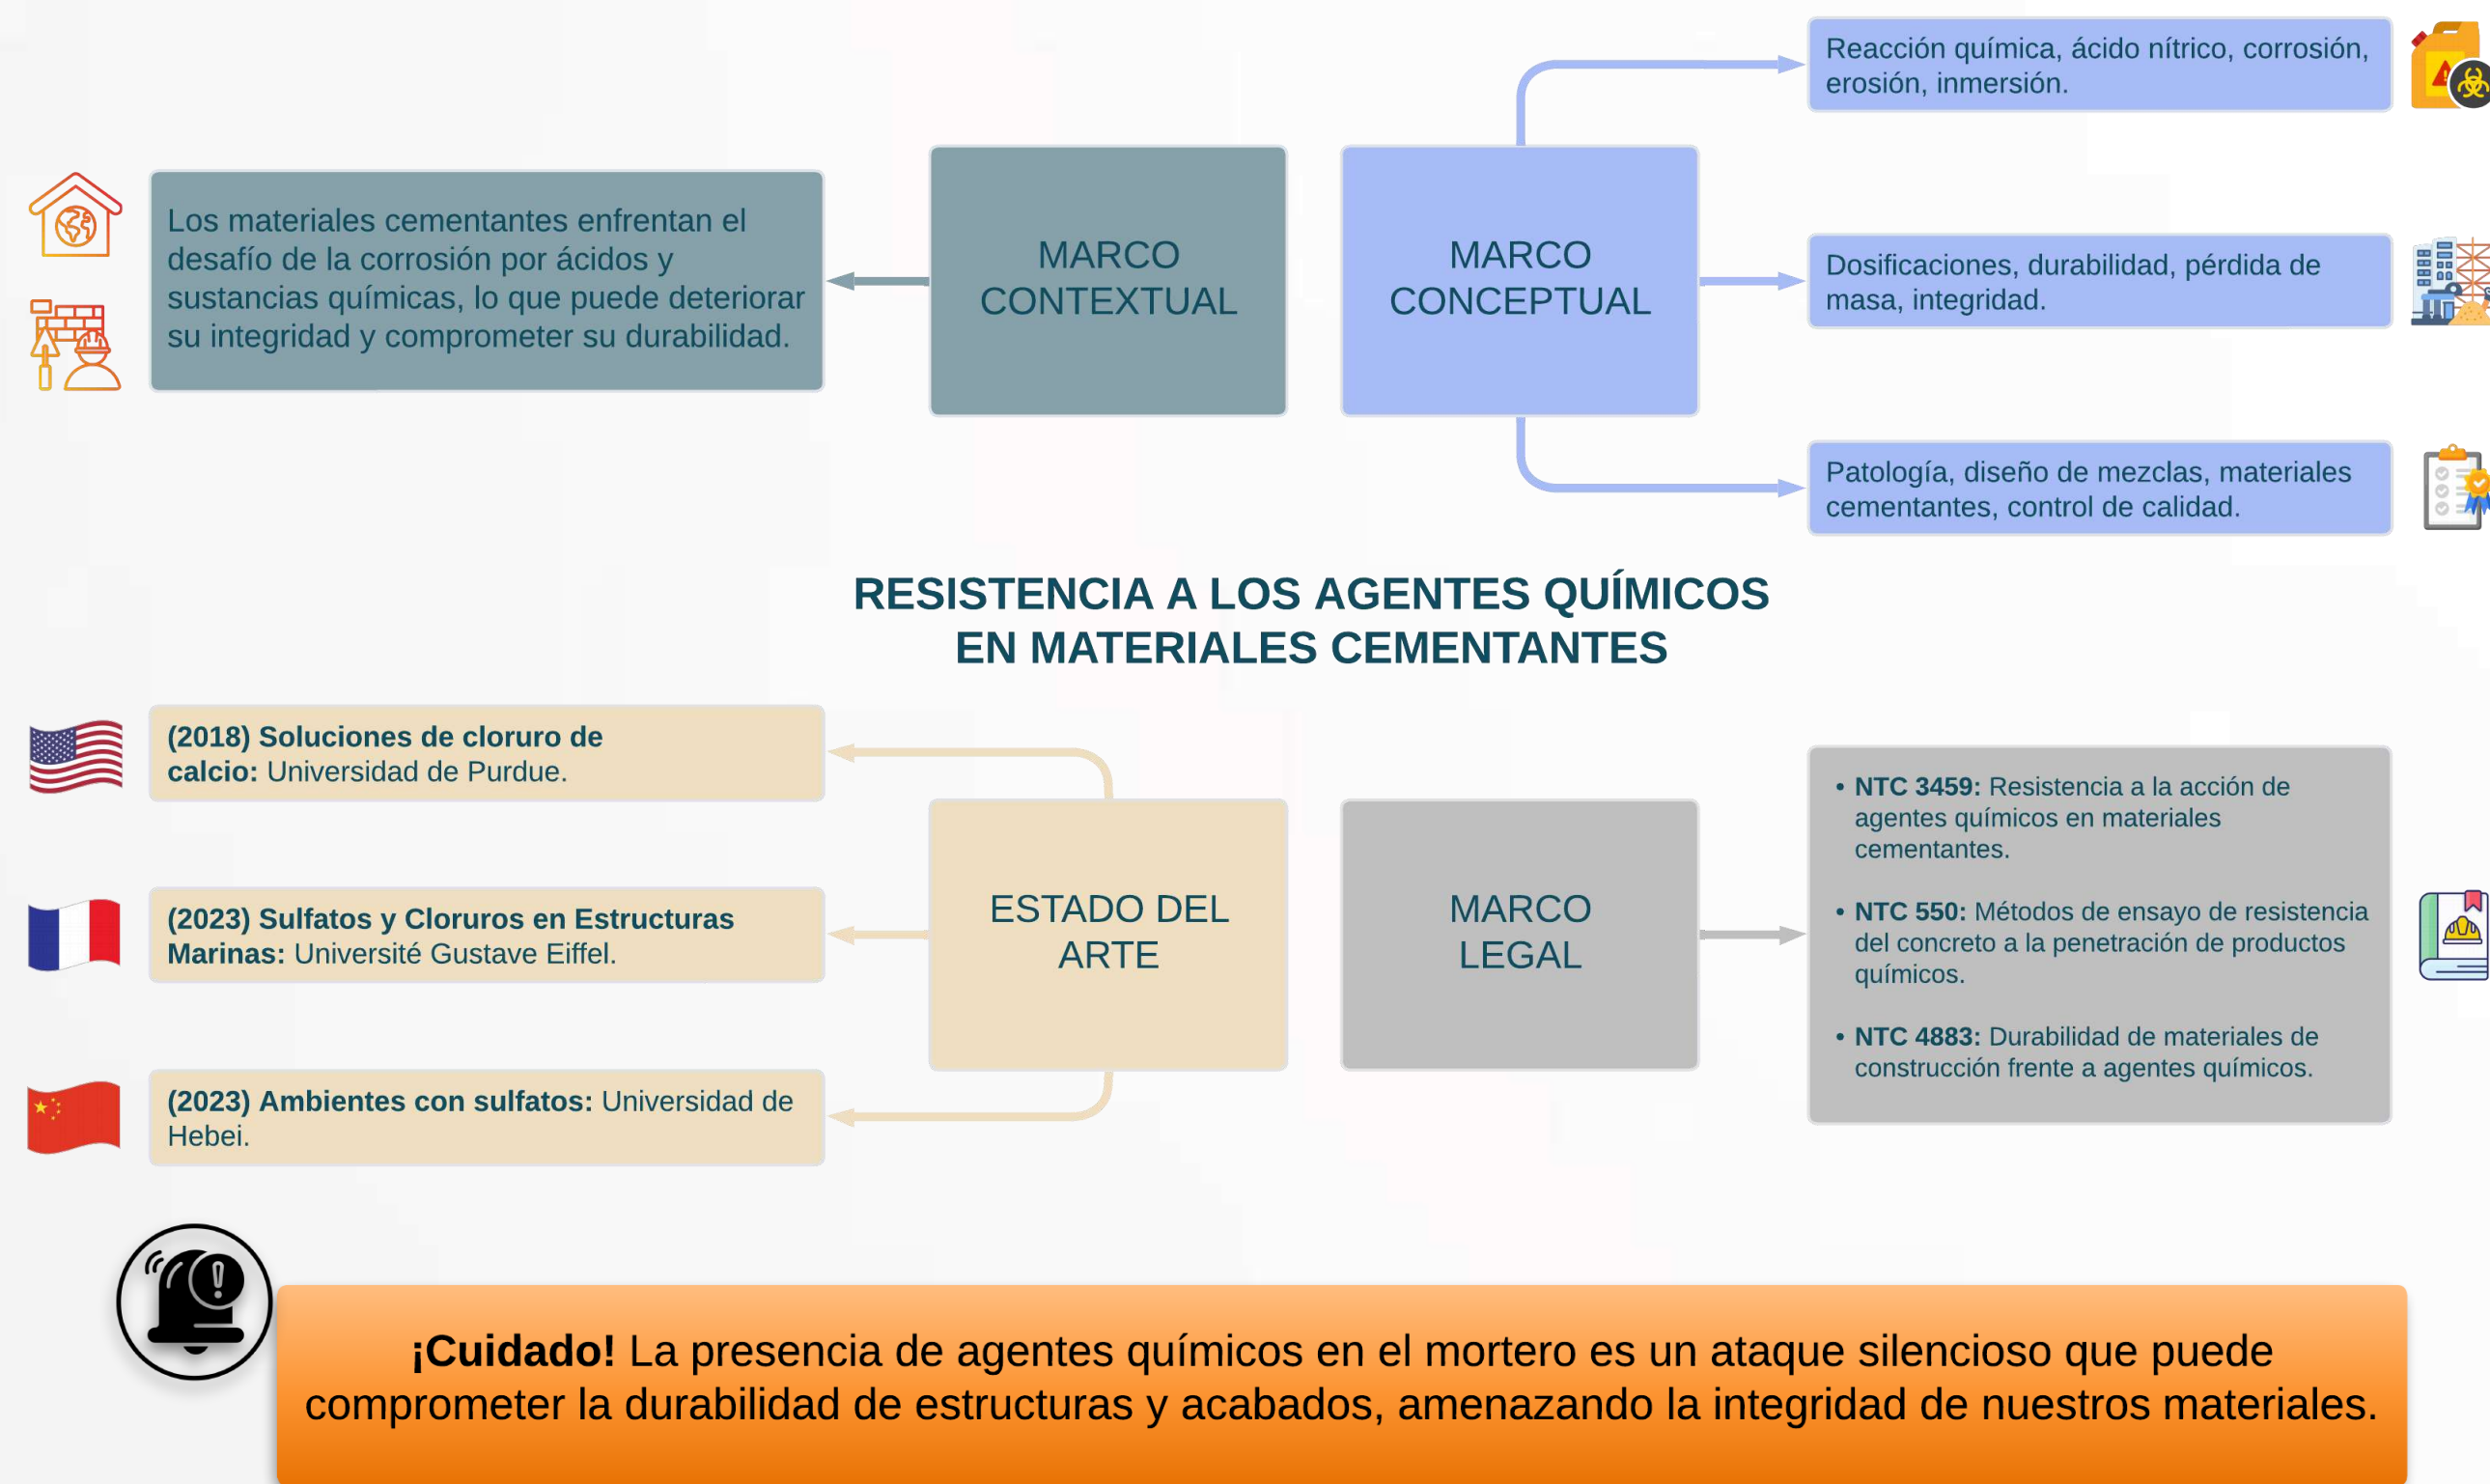 Reacción química, ácido nítrico, corrosión,
erosión, inmersión.
Los materiales cementantes enfrentan el
desafío de la corrosión por ácidos y
sustancias químicas, lo que puede deteriorar
su integridad y comprometer su durabilidad.
MARCO
CONTEXTUAL
MARCO
CONCEPTUAL
Dosificaciones, durabilidad, pérdida de
masa, integridad.
Patología, diseño de mezclas, materiales
cementantes, control de calidad.
RESISTENCIA A LOS AGENTES QUÍMICOS
EN MATERIALES CEMENTANTES
(2018) Soluciones de cloruro de
calcio: Universidad de Purdue.
(2023) Sulfatos y Cloruros en Estructuras
Marinas: Université Gustave Eiffel.
(2023) Ambientes con sulfatos: Universidad de
Hebei.
ESTADO DEL
ARTE
MARCO
LEGAL
• NTC 3459: Resistencia a la acción de
agentes químicos en materiales
cementantes.
• NTC 550: Métodos de ensayo de resistencia
del concreto a la penetración de productos
químicos.
• NTC 4883: Durabilidad de materiales de
construcción frente a agentes químicos.
¡Cuidado! La presencia de agentes químicos en el mortero es un ataque silencioso que puede
comprometer la durabilidad de estructuras y acabados, amenazando la integridad de nuestros materiales.